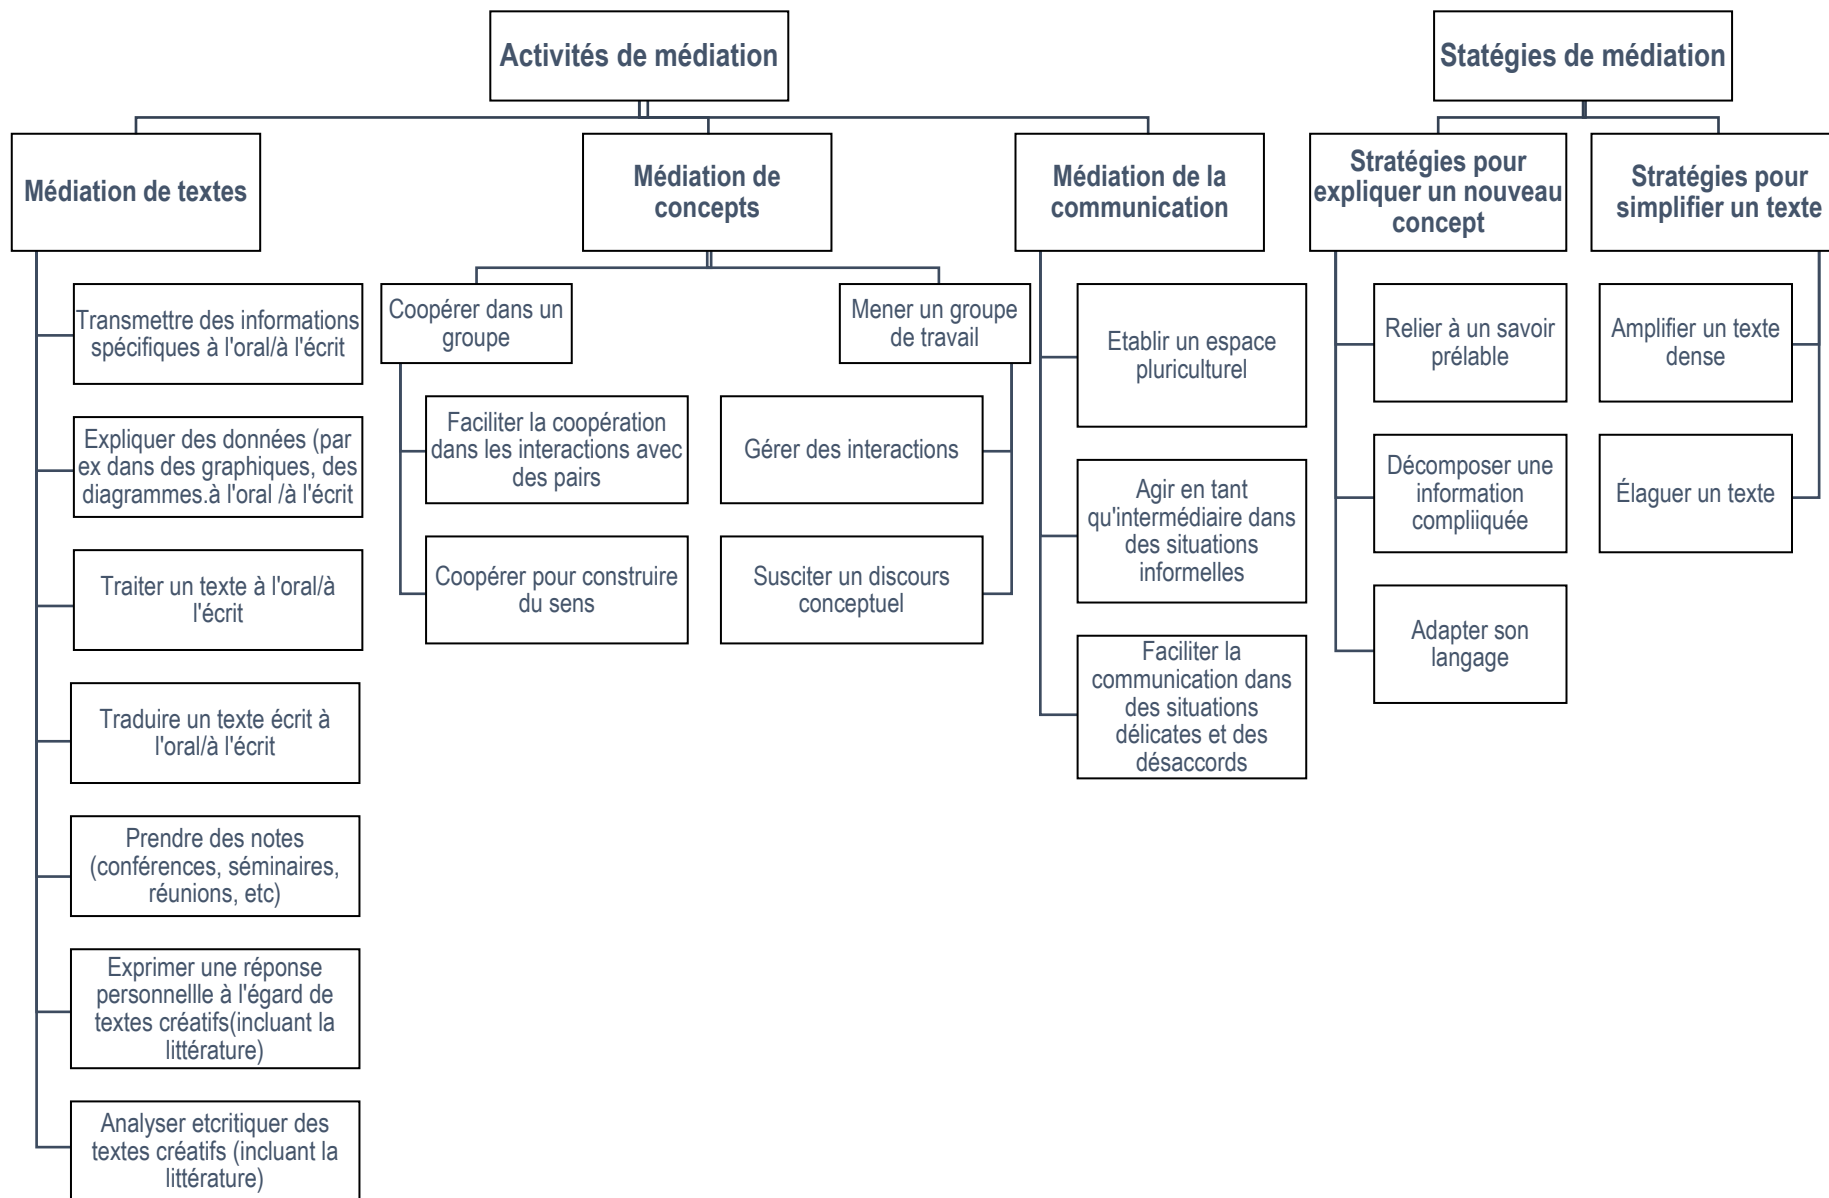 Activités de médiation
Statégies de médiation
Médiation de textes
Médiation de
concepts
Médiation de la
communication
Stratégies pour
expliquer un nouveau
concept
Stratégies pour
simplifier un texte
Transmettre des informations
spécifiques à l'oral/à l'écrit
Expliquer des données (par
ex dans des graphiques, des
diagrammes.à l'oral /à l'écrit
Traiter un texte à l'oral/à
l'écrit
Traduire un texte écrit à
l'oral/à l'écrit
Prendre des notes
(conférences, séminaires,
réunions, etc)
Exprimer une réponse
personnellle à l'égard de
textes créatifs(incluant la
littérature)
Analyser etcritiquer des
textes créatifs (incluant la
littérature)
Coopérer dans un
groupe
Faciliter la coopération
dans les interactions avec
des pairs
Coopérer pour construire
du sens
Mener un groupe
de travail
Gérer des interactions
Susciter un discours
conceptuel
Etablir un espace
pluriculturel
Agir en tant
qu'intermédiaire dans
des situations
informelles
Faciliter la
communication dans
des situations
délicates et des
désaccords
Relier à un savoir
prélable
Décomposer une
information
compliiquée
Adapter son
langage
Amplifier un texte
dense
Élaguer un texte